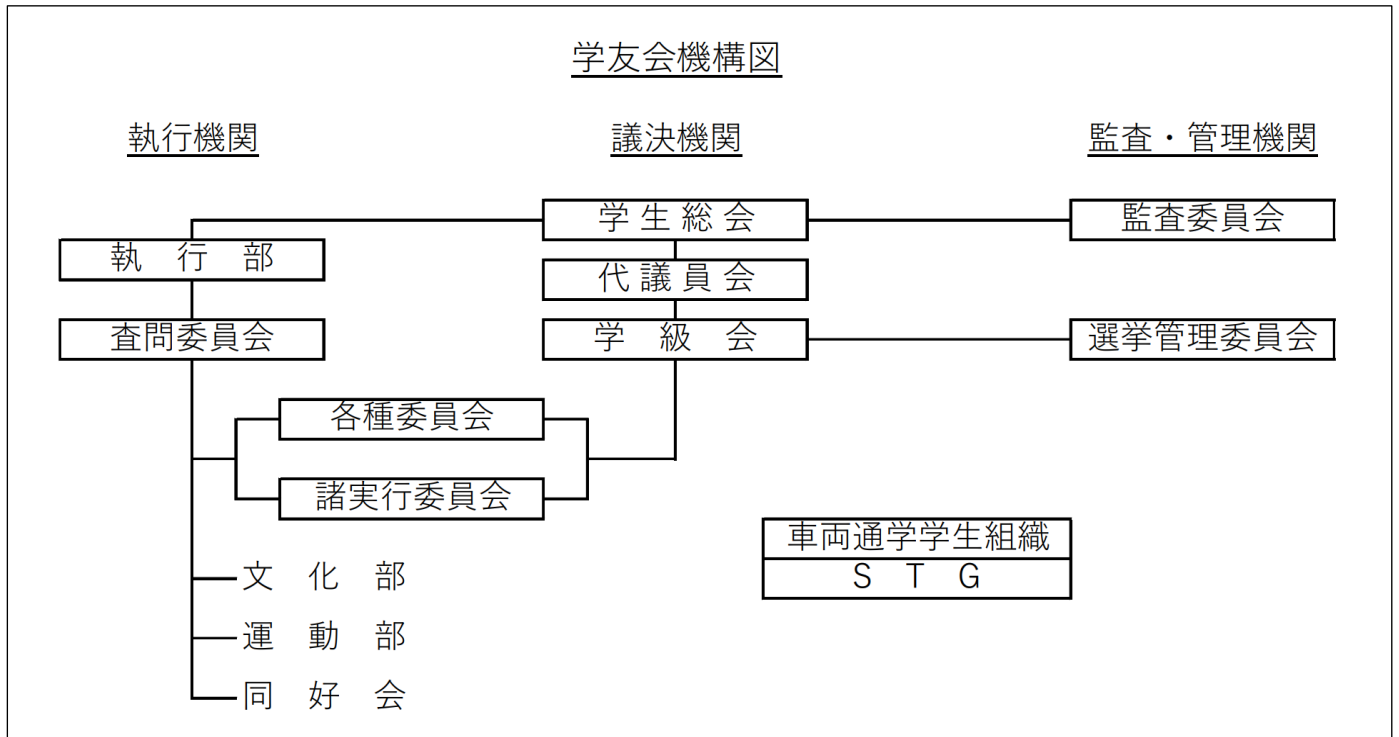 学友会機構図
執行機関 議決機関 監査・管理機関
学生総会 監査委員会
執行部
代議員会
査問委員会 学級会 選挙管理委員会
各種委員会
諸実行委員会
車両通学学生組織
STG
文化部
運動部
同好会